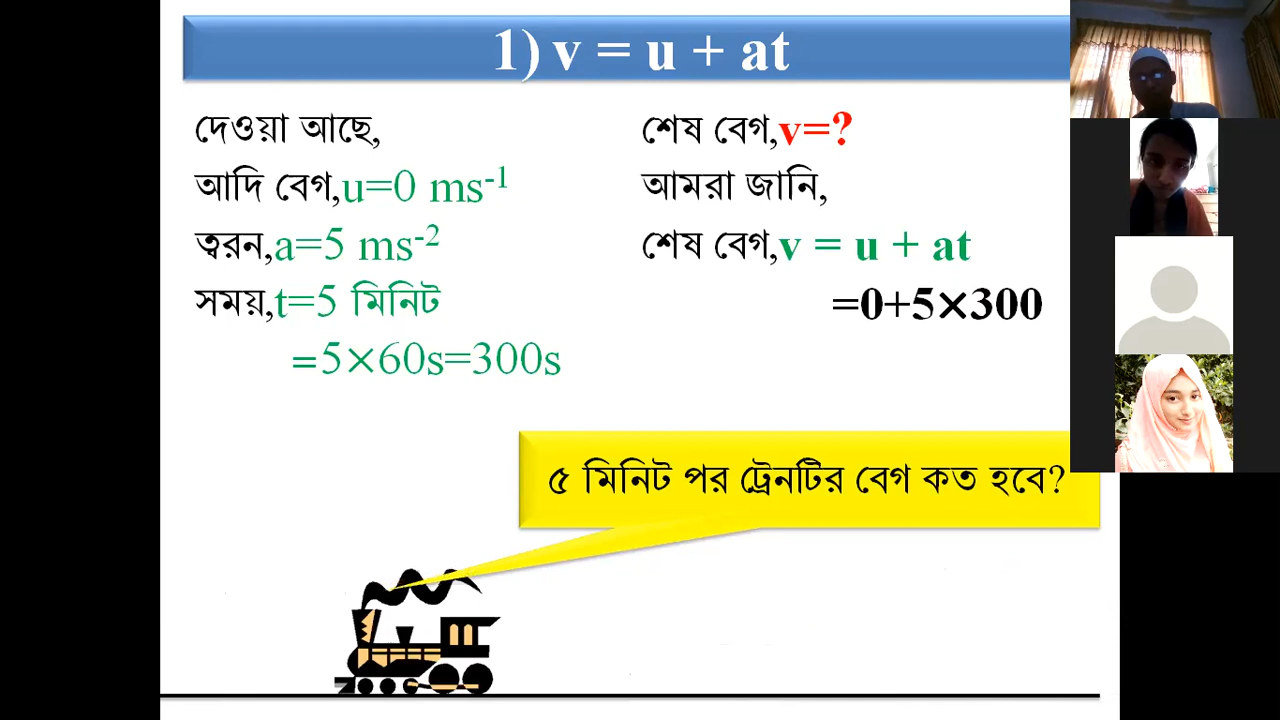 1) v = u + at
দেওয়া আছে,
আদি বেগ,u=0 ms-1
ত্বরন,a=5 ms-2
সময়,t=5 মিনিট
=5×60s=300s
শেষ বেগ,v=?
আমরা জানি,
শেষ বেগ,v = u + at
=0+5×300
৫ মিনিট পর ট্রেনটির বেগ কত হবে?